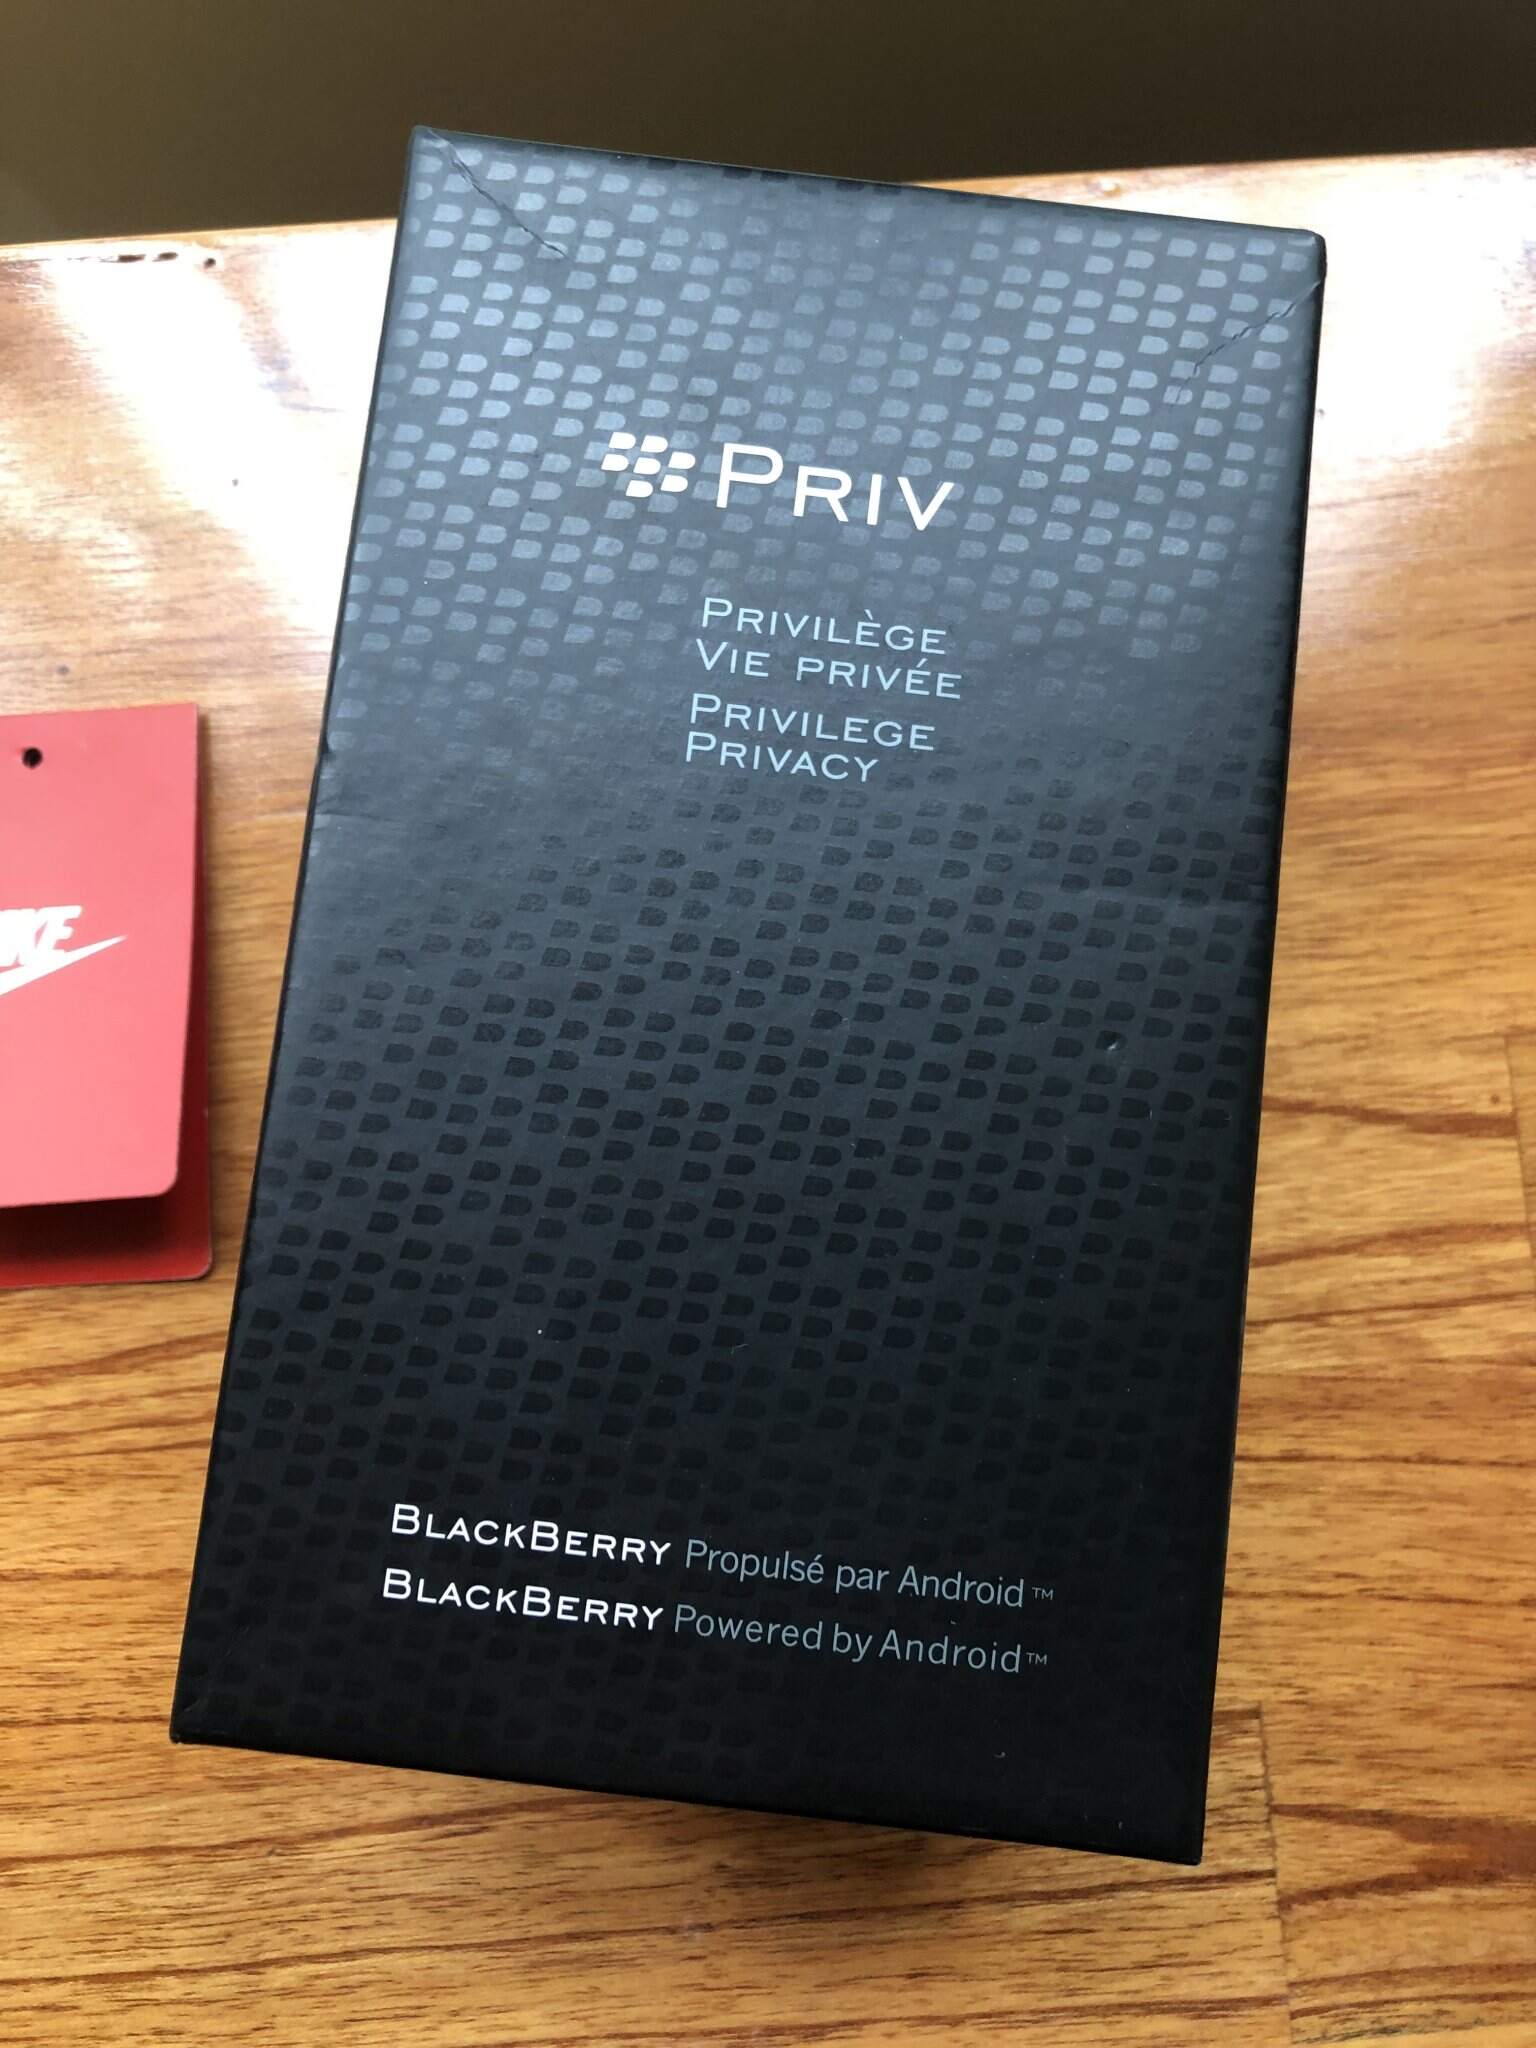 PRIV
PRIVILÈGE
VIE PRIVÉE
PRIVILEGE
PRIVACY
BLACKBERRY Propulsé par Android™
BLACKBERRY Powered by Android™